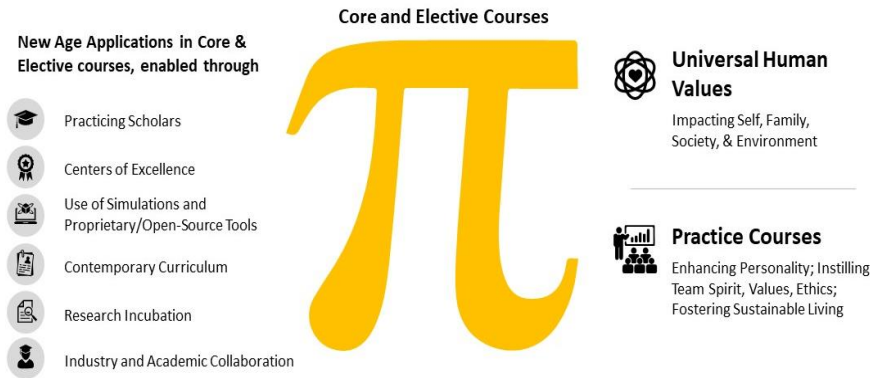 Core and Elective Courses
New Age Applications in Core &
Elective courses, enabled through
Practicing Scholars
Centers of Excellence
Use of Simulations and
Proprietary/Open-Source Tools
Contemporary Curriculum
Research Incubation
Industry and Academic Collaboration
Universal Human
Values
Impacting Self, Family,
Society, & Environment
Practice Courses
Enhancing Personality; Instilling
Team Spirit, Values, Ethics;
Fostering Sustainable Living